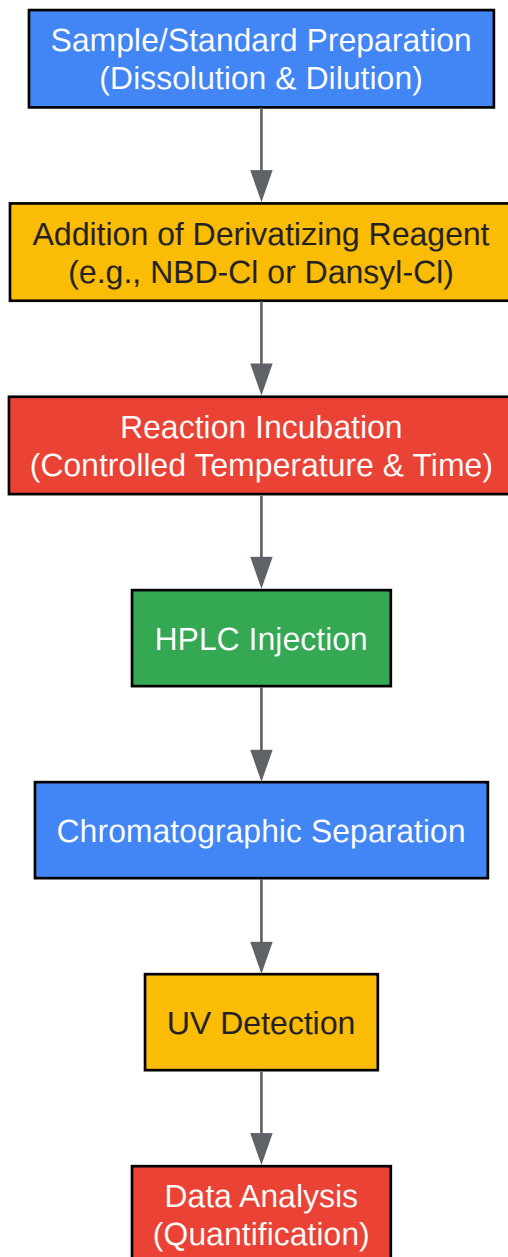 Sample/Standard Preparation
(Dissolution & Dilution)
Addition of Derivatizing Reagent
(e.g., NBD-Cl or Dansyl-Cl)
Reaction Incubation
(Controlled Temperature & Time)
HPLC Injection
Chromatographic Separation
UV Detection
Data Analysis
(Quantification)